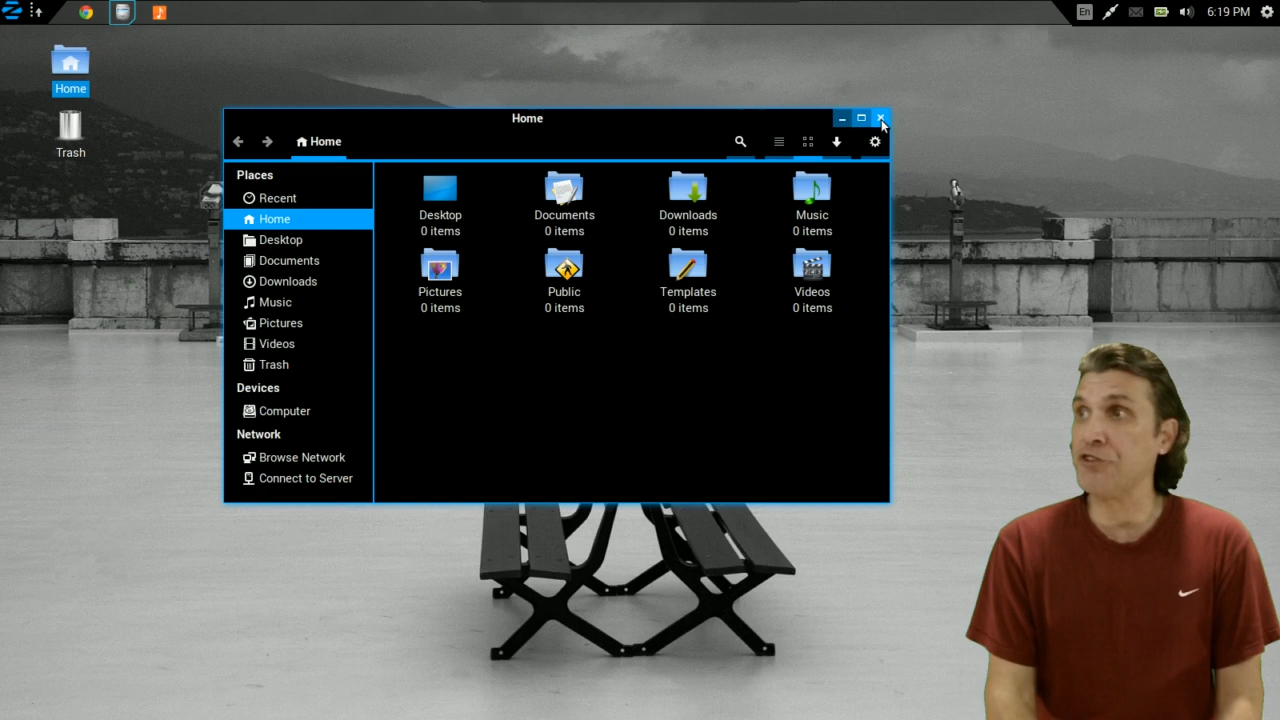 En 6:19 PM
Home
Trash
Home
Home
Places
Recent
Home
Desktop
Documents
Downloads
Music
Pictures
Videos
Trash
Devices
Computer
Network
Browse Network
Connect to Server
Desktop
0 items
Documents
0 items
Downloads
0 items
Music
0 items
Pictures
0 items
Public
0 items
Templates
0 items
Videos
0 items